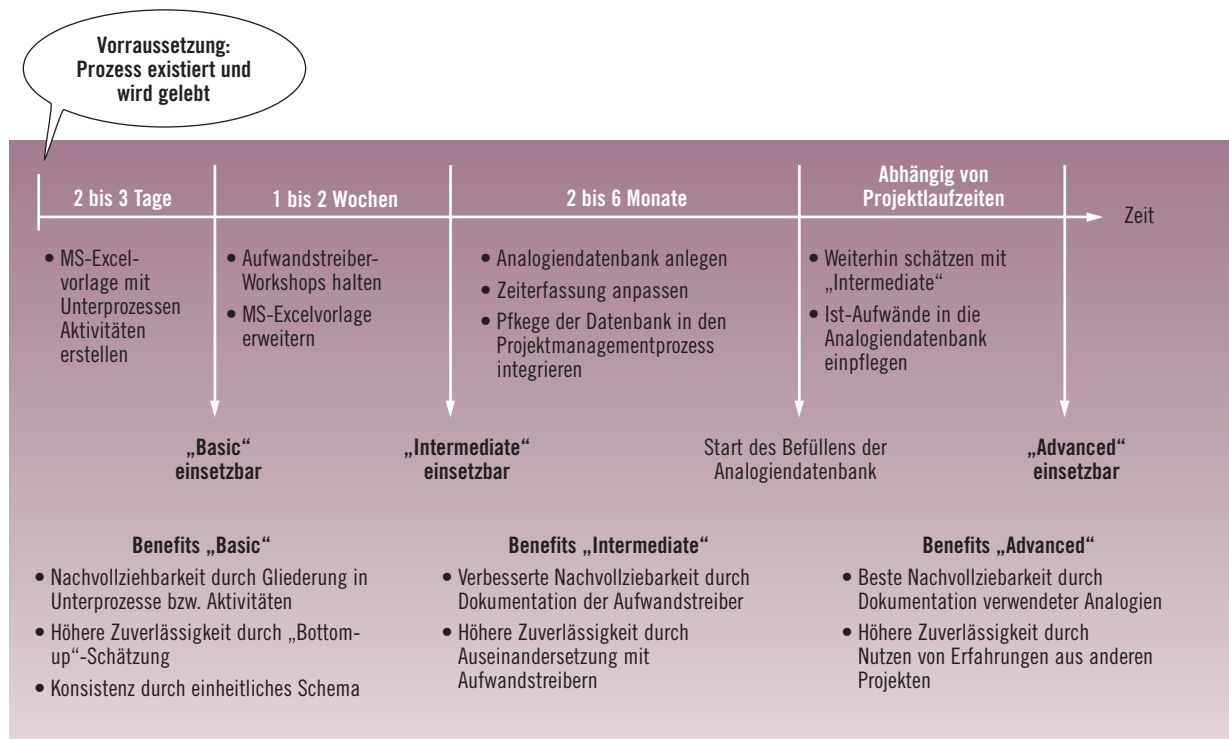 Vorraussetzung:
Prozess existiert und
wird gelebt
2 bis 3 Tage
1 bis 2 Wochen
2 bis 6 Monate
Abhängig von
Projektlaufzeiten
Zeit
• MS-Excel-
vorlage mit
Unterprozessen
Aktivitäten
erstellen
• Aufwandstreiber-
Workshops halten
• MS-Excelvorlage
erweitern
• Analogiendatenbank anlegen
• Zeiterfassung anpassen
• Pfkege der Datenbank in den
Projektmanagementprozess
integrieren
• Weiterhin schätzen mit
„Intermediate“
• Ist-Aufwände in die
Analogiendatenbank
einpflegen
„Basic“
einsetzbar
„Intermediate“
einsetzbar
Start des Befüllens der
Analogiendatenbank
„Advanced“
einsetzbar
Benefits „Basic“
• Nachvollziehbarkeit durch Gliederung in
Unterprozesse bzw. Aktivitäten
• Höhere Zuverlässigkeit durch „Bottom-
up“-Schätzung
• Konsistenz durch einheitliches Schema
Benefits „Intermediate“
• Verbesserte Nachvollziebarkeit durch
Dokumentation der Aufwandstreiber
• Höhere Zuverlässigkeit durch
Auseinandersetzung mit
Aufwandstreibern
Benefits „Advanced“
• Beste Nachvollziebarkeit durch
Dokumentation verwendeter Analogien
• Höhere Zuverlässigkeit durch
Nutzen von Erfahrungen aus anderen
Projekten